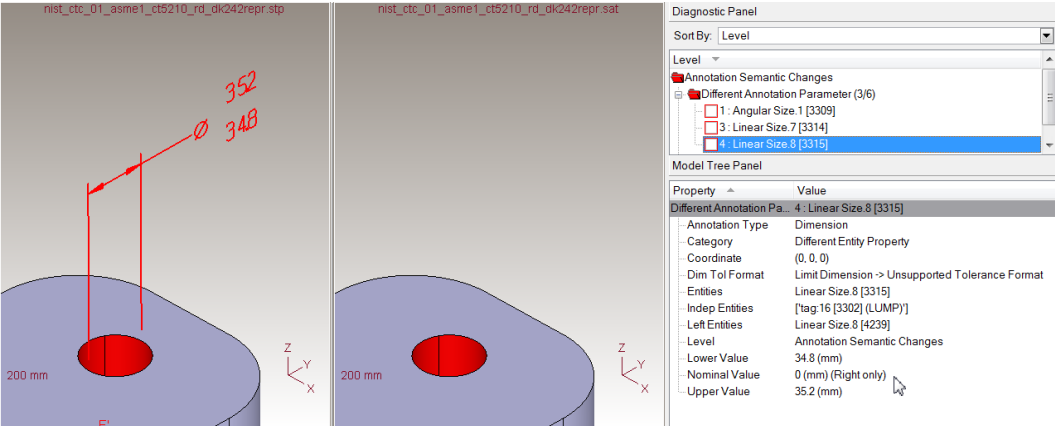 nist_ctc_01_asme1_ct5210_rd_dk242repr.stp
352
Ø 348
200 mm
Z
Y
X
nist_ctc_01_asme1_ct5210_rd_dk242repr.sat
200 mm
Z
Y
X
Diagnostic Panel
Sort By: Level
Level
Annotation Semantic Changes
Different Annotation Parameter (3/6)
1 : Angular Size.1 [3309]
3 : Linear Size.7 [3314]
4 : Linear Size.8 [3315]
Model Tree Panel
Property Value
Different Annotation Pa... 4 : Linear Size.8 [3315]
Annotation Type Dimension
Category Different Entity Property
Coordinate (0, 0, 0)
Dim Tol Format Limit Dimension -> Unsupported Tolerance Format
Entities Linear Size.8 [3315]
Indep Entities ['tag:16 [3302] (LUMP)']
Left Entities Linear Size.8 [4239]
Level Annotation Semantic Changes
Lower Value 34.8 (mm)
Nominal Value 0 (mm) (Right only)
Upper Value 35.2 (mm)